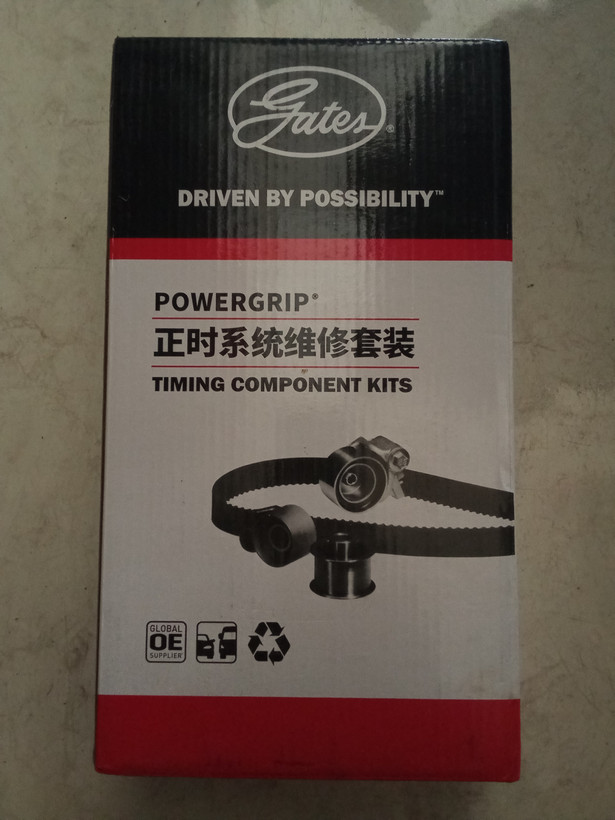 Gates®
DRIVEN BY POSSIBILITY™
POWERGRIP®
正时系统维修套装
TIMING COMPONENT KITS
GLOBAL
OE
SUPPLIER